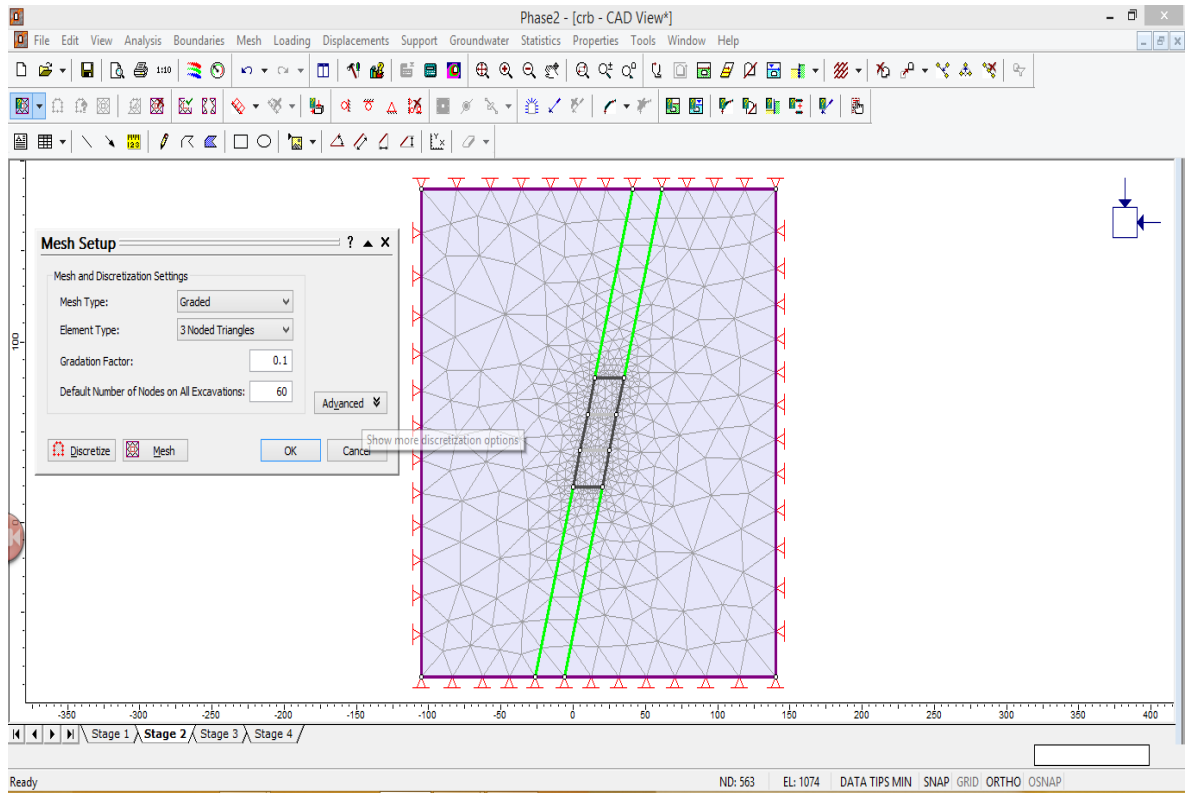 Phase2 - [crb - CAD View*]
File Edit View Analysis Boundaries Mesh Loading Displacements Support Groundwater Statistics Properties Tools Window Help
1:10
123
Mesh Setup ? ▲ X
Mesh and Discretization Settings
Mesh Type: Graded
Element Type: 3 Noded Triangles
Gradation Factor: 0.1
Default Number of Nodes on All Excavations: 60
Advanced
Discretize Mesh OK Cancel
Show more discretization options
100
0
-350 -300 -250 -200 -150 -100 -50 0 50 100 150 200 250 300 350 400
Stage 1 Stage 2 Stage 3 Stage 4
Ready ND: 563 EL: 1074 DATA TIPS MIN SNAP GRID ORTHO OSNAP